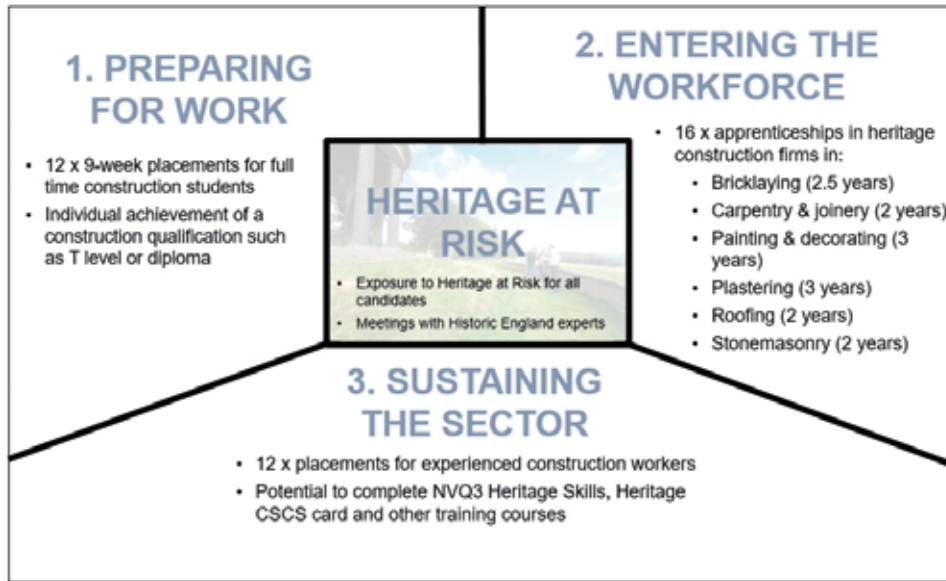 1. PREPARING
FOR WORK
• 12 x 9-week placements for full
time construction students
• Individual achievement of a
construction qualification such
as T level or diploma
2. ENTERING THE
WORKFORCE
• 16 x apprenticeships in heritage
construction firms in:
• Bricklaying (2.5 years)
• Carpentry & joinery (2 years)
• Painting & decorating (3
years)
• Plastering (3 years)
• Roofing (2 years)
• Stonemasonry (2 years)
HERITAGE AT
RISK
• Exposure to Heritage at Risk for all
candidates
• Meetings with Historic England experts
3. SUSTAINING
THE SECTOR
• 12 x placements for experienced construction workers
• Potential to complete NVQ3 Heritage Skills, Heritage
CSCS card and other training courses